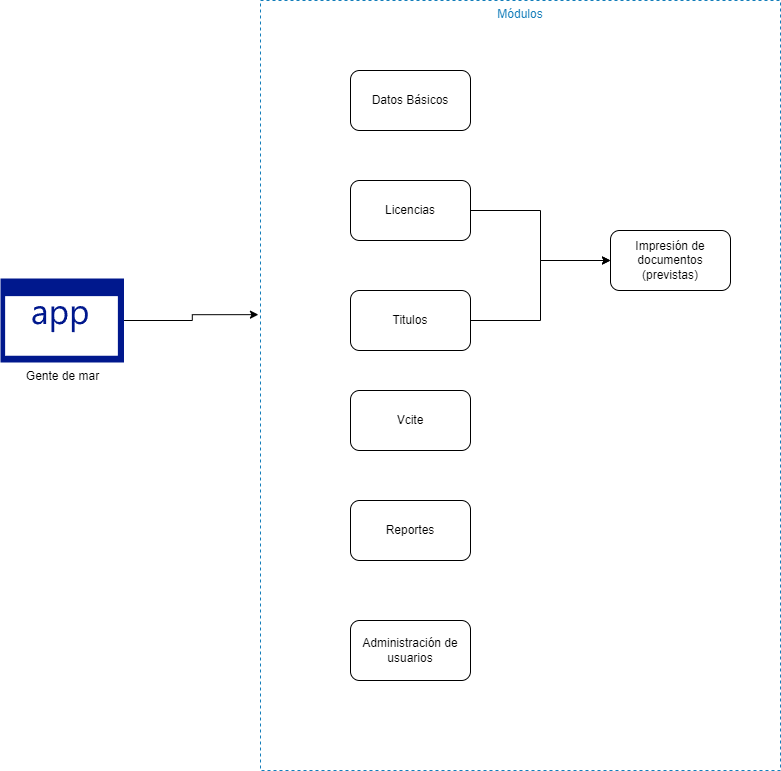 Módulos
Datos Básicos
Licencias
Impresión de
documentos
(previstas)
app
Titulos
Gente de mar
Vcite
Reportes
Administración de
usuarios